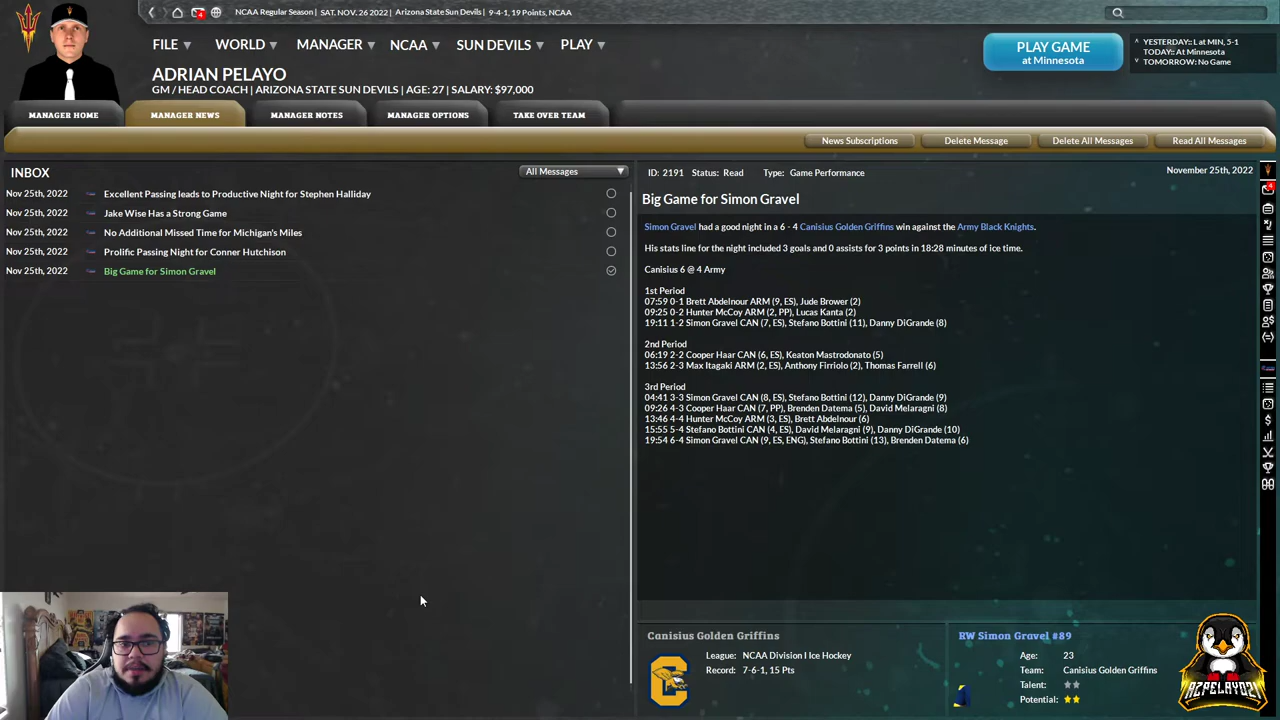 4
NCAA Regular Season | SAT. NOV. 26 2022 | Arizona State Sun Devils | 9-4-1, 19 Points, NCAA
FILE WORLD MANAGER NCAA SUN DEVILS PLAY
PLAY GAME
at Minnesota
YESTERDAY:: L at MIN, 5-1
TODAY:: At Minnesota
TOMORROW: No Game
ADRIAN PELAYO
GM / HEAD COACH | ARIZONA STATE SUN DEVILS | AGE: 27 | SALARY: $97,000
MANAGER HOME MANAGER NEWS MANAGER NOTES MANAGER OPTIONS TAKE OVER TEAM
News Subscriptions Delete Message Delete All Messages Read All Messages
INBOX All Messages
Nov 25th, 2022 Excellent Passing leads to Productive Night for Stephen Halliday
Nov 25th, 2022 Jake Wise Has a Strong Game
Nov 25th, 2022 No Additional Missed Time for Michigan's Miles
Nov 25th, 2022 Prolific Passing Night for Conner Hutchison
Nov 25th, 2022 Big Game for Simon Gravel
ID: 2191 Status: Read Type: Game Performance November 25th, 2022
Big Game for Simon Gravel
Simon Gravel had a good night in a 6 - 4 Canisius Golden Griffins win against the Army Black Knights.
His stats line for the night included 3 goals and 0 assists for 3 points in 18:28 minutes of ice time.
Canisius 6 @ 4 Army
1st Period
07:59 0-1 Brett Abdelnour ARM (9, ES), Jude Brower (2)
09:25 0-2 Hunter McCoy ARM (2, PP), Lucas Kanta (2)
19:11 1-2 Simon Gravel CAN (7, ES), Stefano Bottini (11), Danny DiGrande (8)
2nd Period
06:19 2-2 Cooper Haar CAN (6, ES), Keaton Mastrodonato (5)
13:56 2-3 Max Itagaki ARM (2, ES), Anthony Firriolo (2), Thomas Farrell (6)
3rd Period
04:41 3-3 Simon Gravel CAN (8, ES), Stefano Bottini (12), Danny DiGrande (9)
09:26 4-3 Cooper Haar CAN (7, PP), Brenden Datema (5), David Melaragni (8)
13:46 4-4 Hunter McCoy ARM (3, ES), Brett Abdelnour (6)
15:55 5-4 Stefano Bottini CAN (4, ES), David Melaragni (9), Danny DiGrande (10)
19:54 6-4 Simon Gravel CAN (9, ES, ENG), Stefano Bottini (13), Brenden Datema (6)
4
Canisius Golden Griffins
League: NCAA Division I Ice Hockey
Record: 7-6-1, 15 Pts
RW Simon Gravel #89
Age: 23
Team: Canisius Golden Griffins
Talent:
Potential:
AZPELAYO21